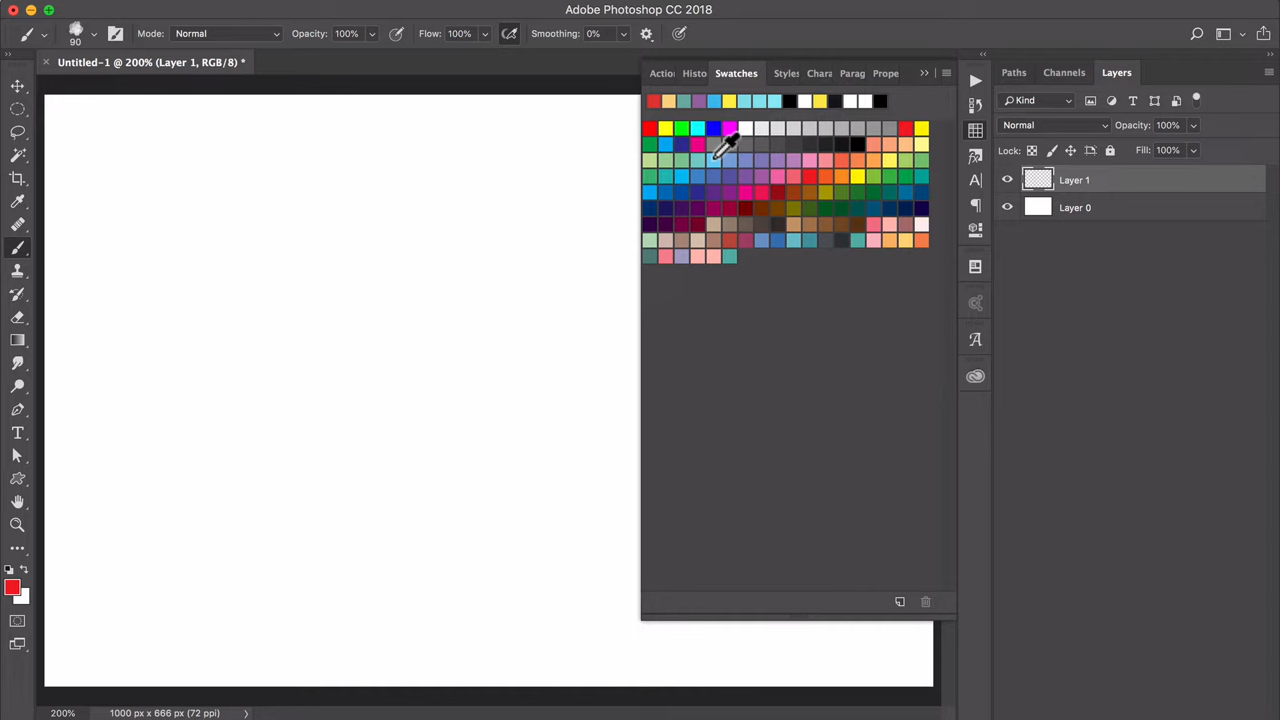 Adobe Photoshop CC 2018
90 Mode: Normal Opacity: 100% Flow: 100% Smoothing: 0%
Untitled-1 @ 200% (Layer 1, RGB/8) *
Actio Histo Swatches Styles Chara Parag Prope
Paths Channels Layers
Kind
Normal Opacity: 100%
Lock: Fill: 100%
Layer 1
Layer 0
200% 1000 px x 666 px (72 ppi)